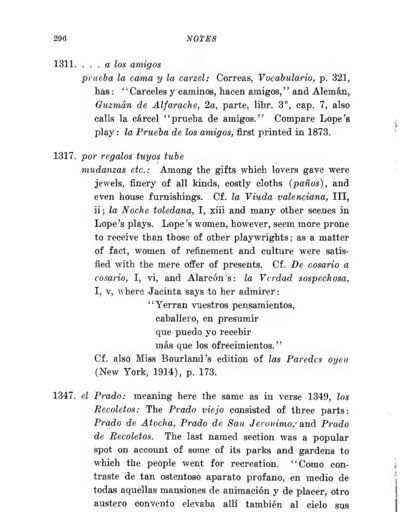 296 NOTES
1311. . . . a los amigos
prueba la cama y la carzel: Correas, Vocabulario, p. 321,
has: "Carceles y caminos, hacen amigos," and Alemán,
Guzmán de Alfarache, 2a, parte, libr. 3°, cap. 7, also
calls la cárcel "prueba de amigos." Compare Lope's
play: la Prueba de los amigos, first printed in 1873.
1317. por regalos tuyos tube
mudanzas etc.: Among the gifts which lovers gave were
jewels, finery of all kinds, costly cloths (paños), and
even house furnishings. Cf. la Viuda valenciana, III,
ii; la Noche toledana, I, xiii and many other scenes in
Lope's plays. Lope's women, however, seem more prone
to receive than those of other playwrights; as a matter
of fact, women of refinement and culture were satis-
fied with the mere offer of presents. Cf. De cosario a
cosario, I, vi, and Alarcón's: la Verdad sospechosa,
I, v, where Jacinta says to her admirer:
"Yerran vuestros pensamientos,
caballero, en presumir
que puedo yo recebir
más que los ofrecimientos."
Cf. also Miss Bourland's edition of las Paredes oyen
(New York, 1914), p. 173.
1347. el Prado: meaning here the same as in verse 1349, los
Recoletos: The Prado viejo consisted of three parts:
Prado de Atocha, Prado de San Jeronimo, and Prado
de Recoletos. The last named section was a popular
spot on account of some of its parks and gardens to
which the people went for recreation. "Como con-
traste de tan ostentoso aparato profano, en medio de
todas aquellas mansiones de animación y de placer, otro
austero convento elevaba allí también al cielo sus